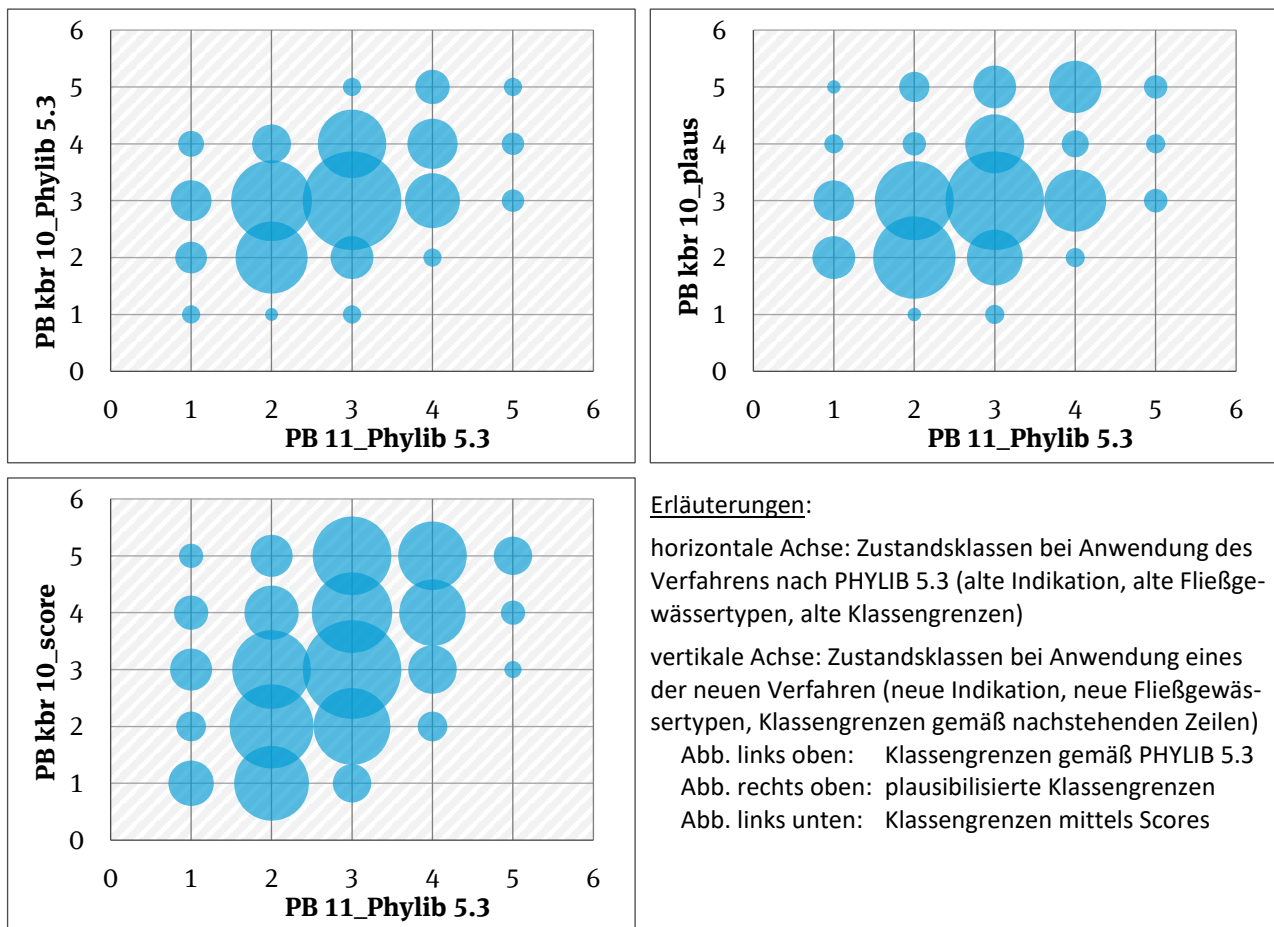 6
5
4
3
2
1
0
PB kbr 10_Phylib 5.3
0 1 2 3 4 5 6
PB 11_Phylib 5.3
6
5
4
3
2
1
0
PB kbr 10_plaus
0 1 2 3 4 5 6
PB 11_Phylib 5.3
6
5
4
3
2
1
0
PB kbr 10_score
0 1 2 3 4 5 6
PB 11_Phylib 5.3
Erläuterungen:
horizontale Achse: Zustandsklassen bei Anwendung des
Verfahrens nach PHYLIB 5.3 (alte Indikation, alte Fließge-
wässertypen, alte Klassengrenzen)
vertikale Achse: Zustandsklassen bei Anwendung eines
der neuen Verfahren (neue Indikation, neue Fließgewäs-
sertypen, Klassengrenzen gemäß nachstehenden Zeilen)
Abb. links oben: Klassengrenzen gemäß PHYLIB 5.3
Abb. rechts oben: plausibilisierte Klassengrenzen
Abb. links unten: Klassengrenzen mittels Scores